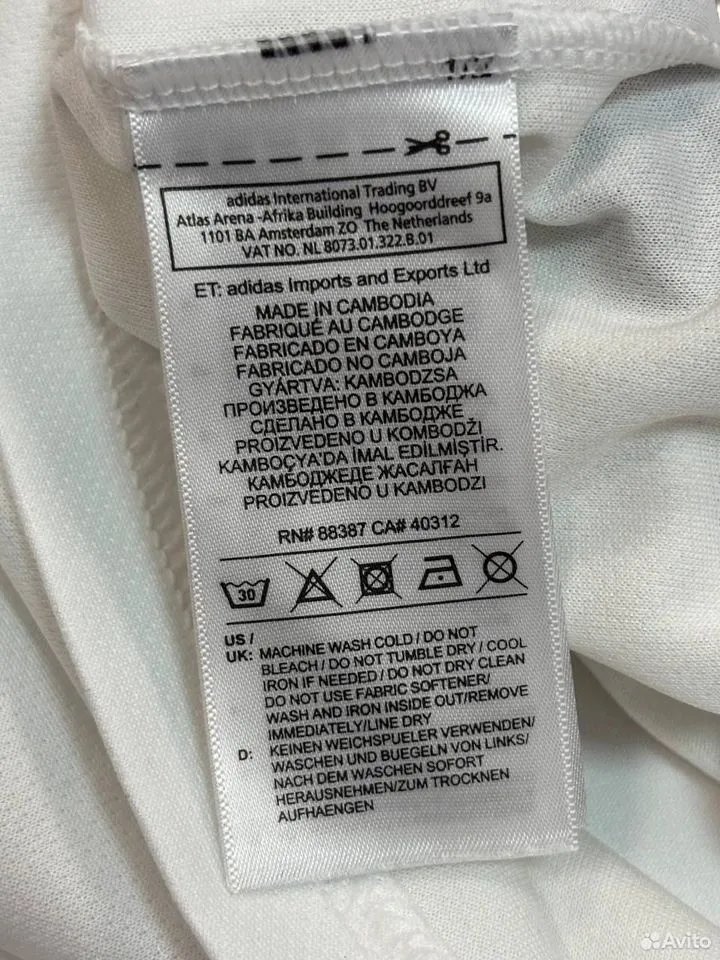 adidas International Trading BV
Atlas Arena -Afrika Building Hoogoorddreef 9a
1101 BA Amsterdam ZO The Netherlands
VAT NO. NL 8073.01.322.B.01
ET: adidas Imports and Exports Ltd
MADE IN CAMBODIA
FABRIQUÉ AU CAMBODGE
FABRICADO EN CAMBOYA
FABRICADO NO CAMBOJA
GYÁRTVA: KAMBODZSA
ПРОИЗВЕДЕНО В КАМБОДЖА
СДЕЛАНО В КАМБОДЖЕ
PROIZVEDENO U KOMBODŽI
KAMBOÇYA'DA İMAL EDİLMİŞTİR.
КАМБОДЖЕДЕ ЖАСАЛҒАН
PROIZVEDENO U KAMBODZI
RN# 88387 CA# 40312
30
US /
UK: MACHINE WASH COLD / DO NOT
BLEACH / DO NOT TUMBLE DRY / COOL
IRON IF NEEDED / DO NOT DRY CLEAN
DO NOT USE FABRIC SOFTENER/
WASH AND IRON INSIDE OUT/REMOVE
IMMEDIATELY/LINE DRY
D: KEINEN WEICHSPUELER VERWENDEN/
WASCHEN UND BUEGELN VON LINKS/
NACH DEM WASCHEN SOFORT
HERAUSNEHMEN/ZUM TROCKNEN
AUFHAENGEN
Avito